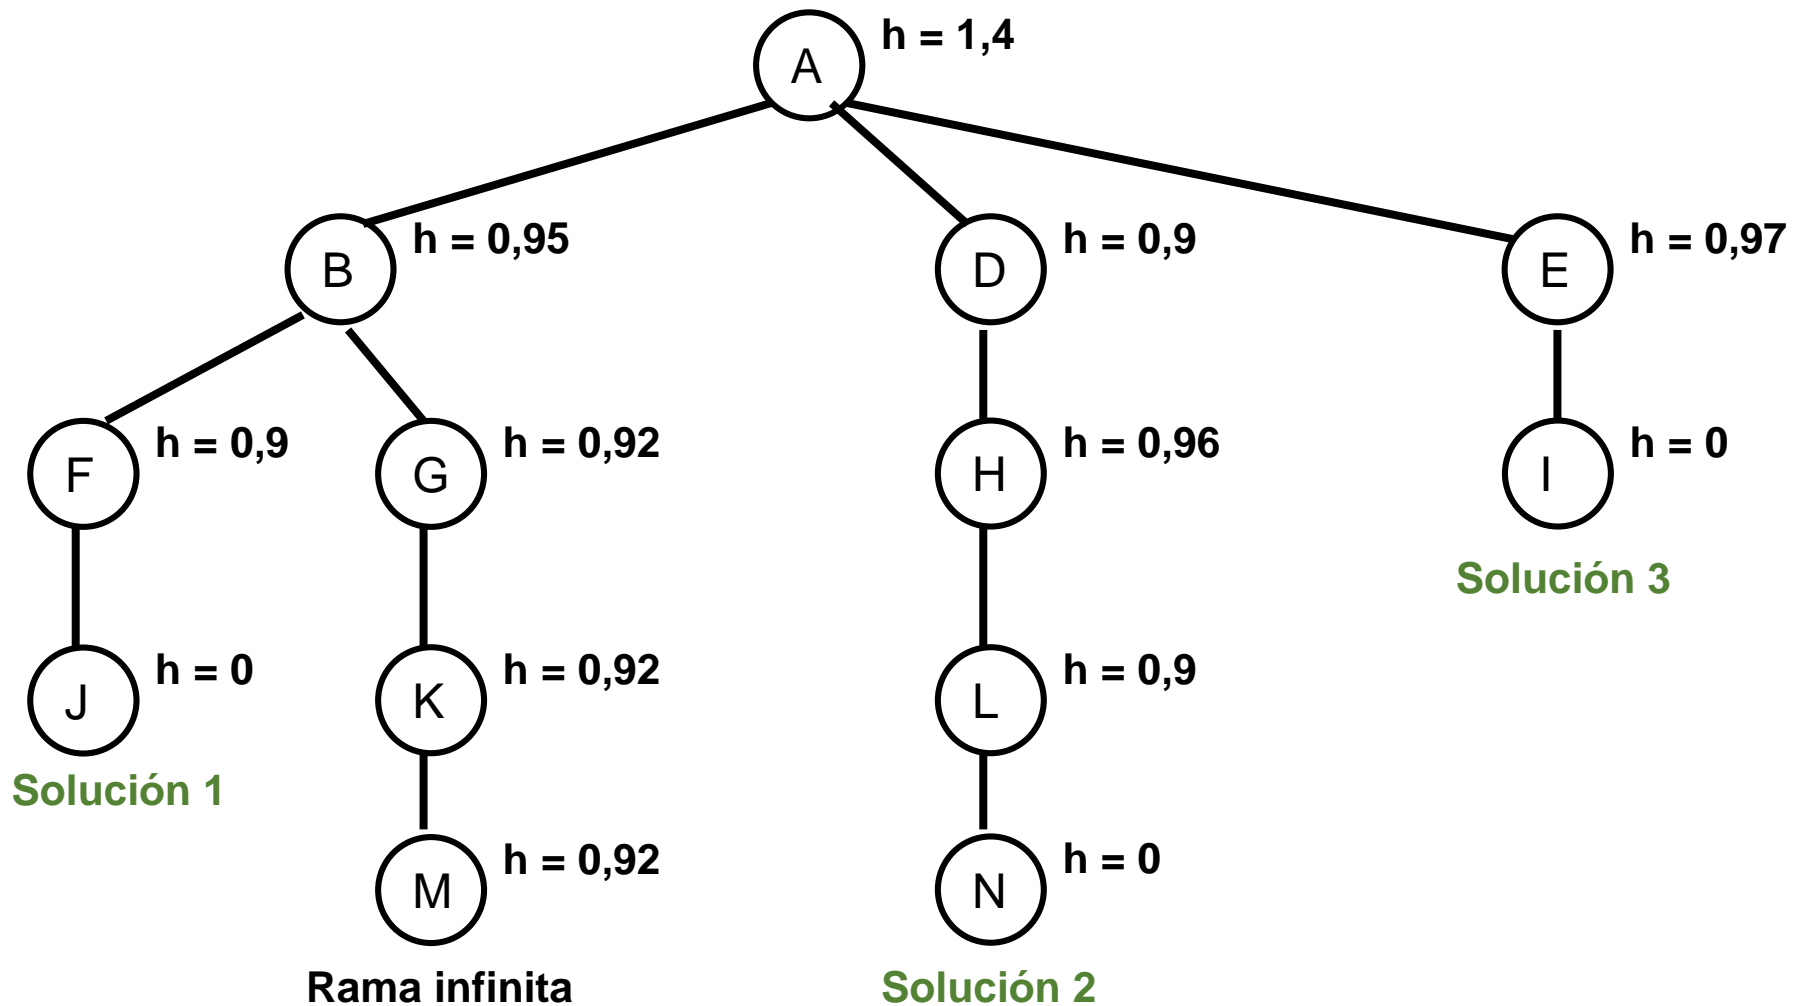 A
h = 1,4
B
h = 0,95
D
h = 0,9
E
h = 0,97
F
h = 0,9
G
h = 0,92
H
h = 0,96
I
h = 0
Solución 3
J
h = 0
K
h = 0,92
L
h = 0,9
Solución 1
M
h = 0,92
N
h = 0
Rama infinita
Solución 2